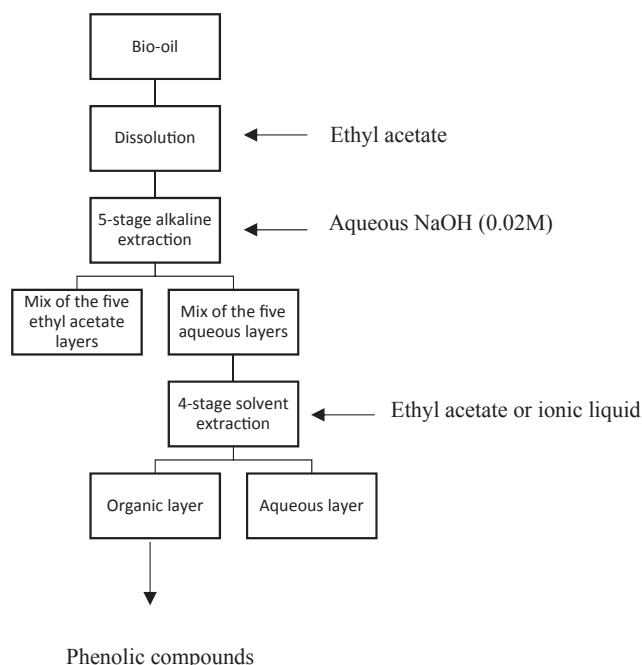 Bio-oil
Dissolution
Ethyl acetate
5-stage alkaline
extraction
Aqueous NaOH (0.02M)
Mix of the five
ethyl acetate
layers
Mix of the five
aqueous layers
4-stage solvent
extraction
Ethyl acetate or ionic liquid
Organic layer
Aqueous layer
Phenolic compounds